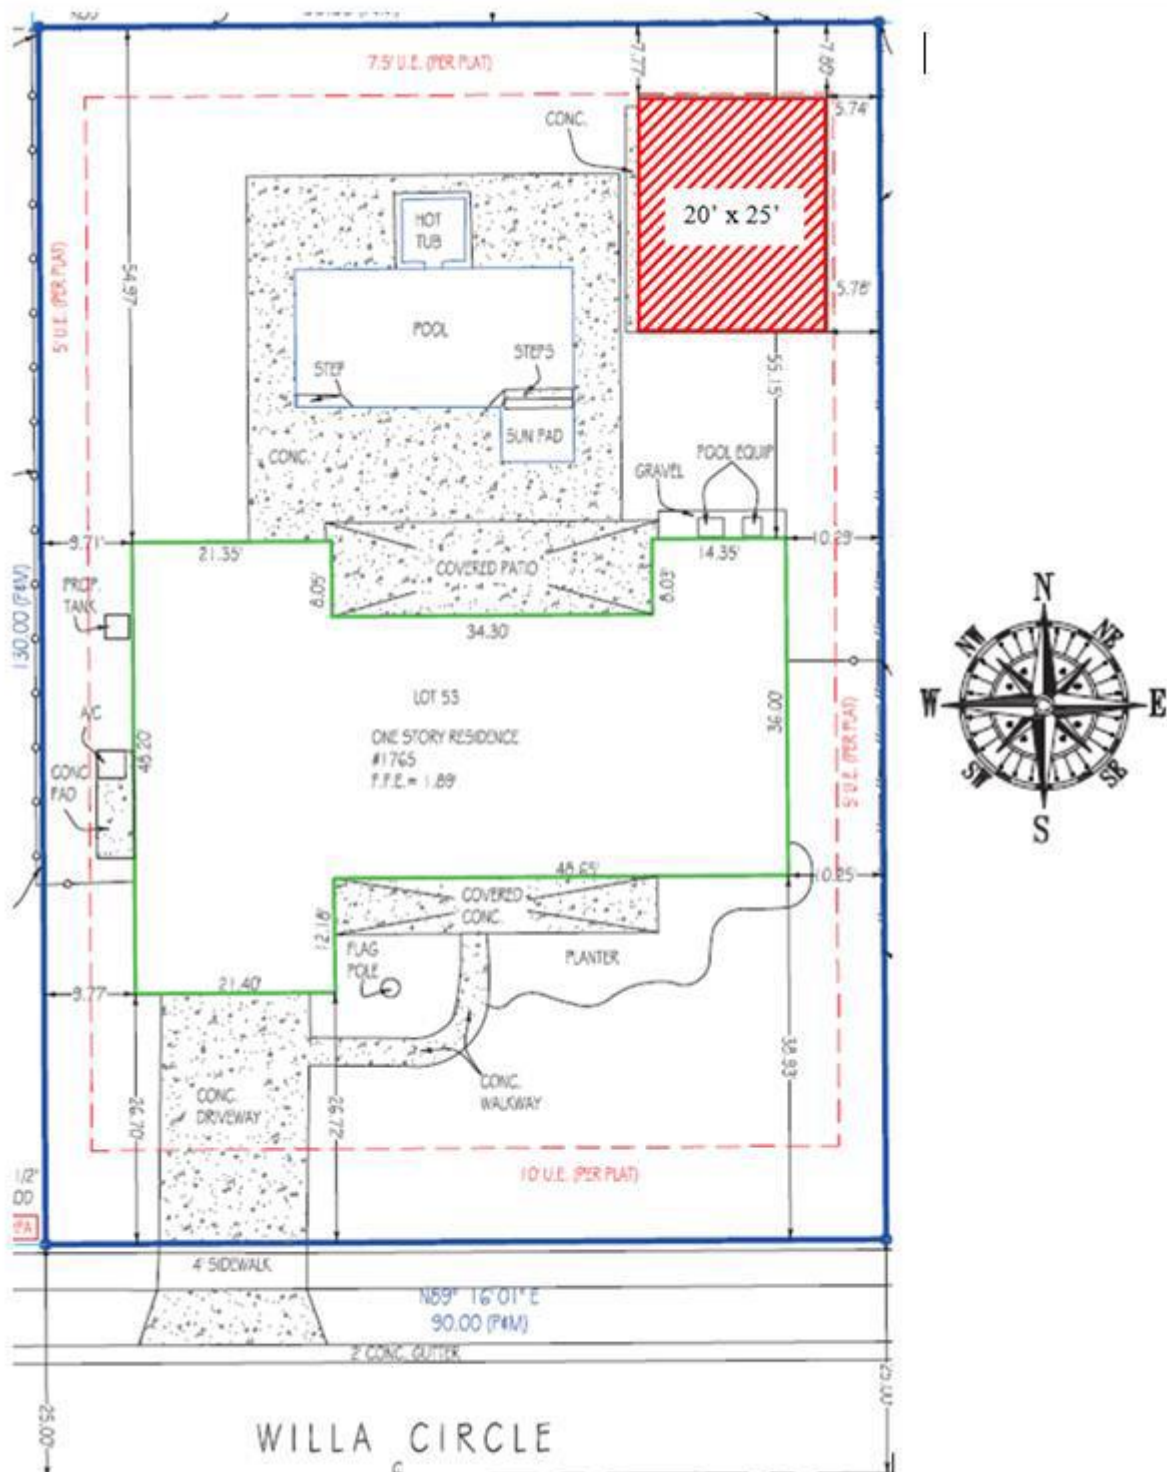 7.5' U.E. (PER PLAT)
7.77'
7.80'
5.74'
CONC.
20' x 25'
HOT
TUB
54.97'
5' U.E. (PER PLAT)
5.78'
POOL
STEP
STEPS
55.15'
SUN PAD
CONC.
POOL EQUIP
GRAVEL
9.71'
21.35'
14.35'
10.29'
COVERED PATIO
8.05'
8.03'
PROP.
TANK
130.00 (P&M)
34.30'
N
NW
NE
W
E
SW
SE
S
LOT 53
ONE STORY RESIDENCE
#1765
F.F.E. = 1.89'
36.00'
A/C
48.20'
CONC
PAD
5' U.E. (PER PLAT)
48.65'
10.25'
COVERED
CONC.
12.18'
FLAG
POLE
PLANTER
9.77'
21.40'
38.93'
CONC.
WALKWAY
CONC.
DRIVEWAY
26.70'
26.72'
10' U.E. (PER PLAT)
1/2"
4' SIDEWALK
N89° 16'01" E
90.00 (P&M)
2' CONC. GUTTER
25.00'
25.00'
WILLA CIRCLE